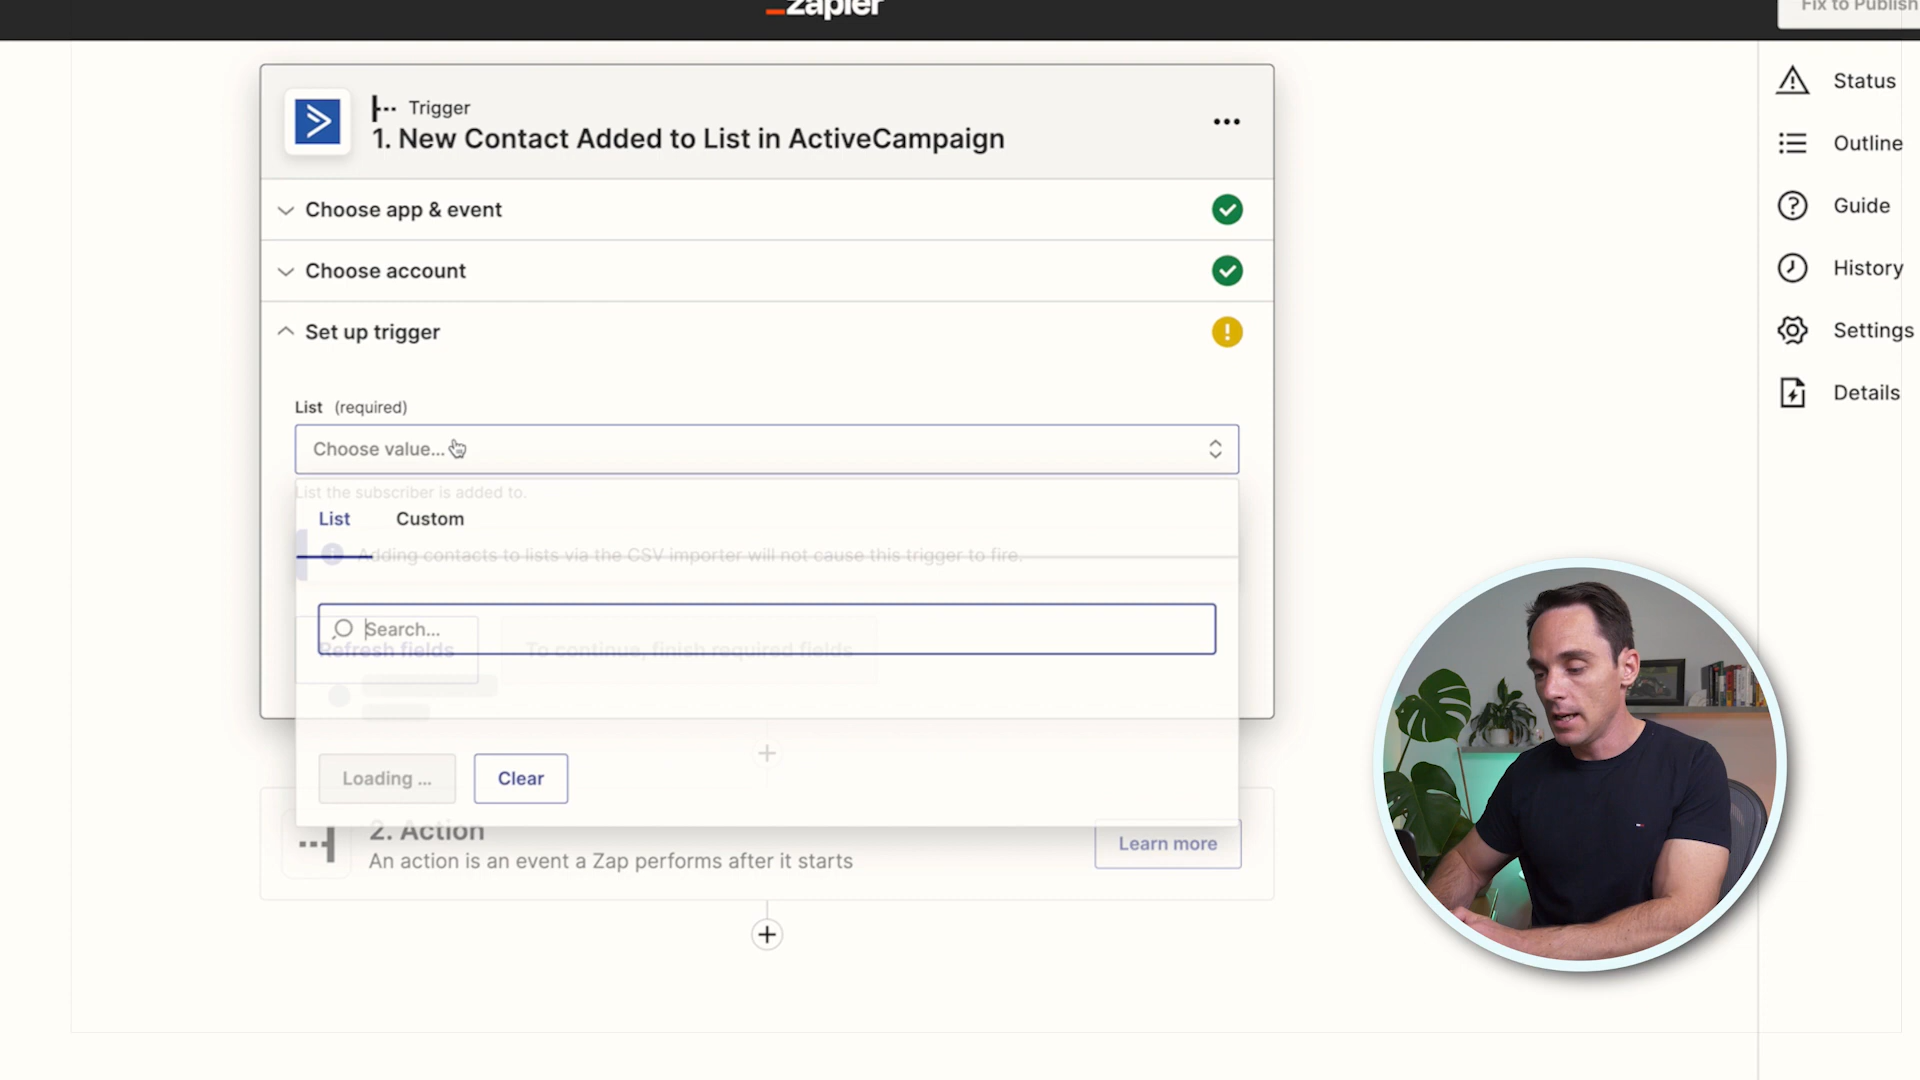 zapier
Fix to Publish
Trigger
1. New Contact Added to List in ActiveCampaign
Choose app & event
Choose account
Set up trigger
List (required)
Choose value...
List the subscriber is added to.
List Custom
Adding contacts to lists via the CSV importer will not cause this trigger to fire.
Search...
Refresh fields To continue, finish required fields
Loading ... Clear
2. Action
An action is an event a Zap performs after it starts
Learn more
Status
Outline
Guide
History
Settings
Details